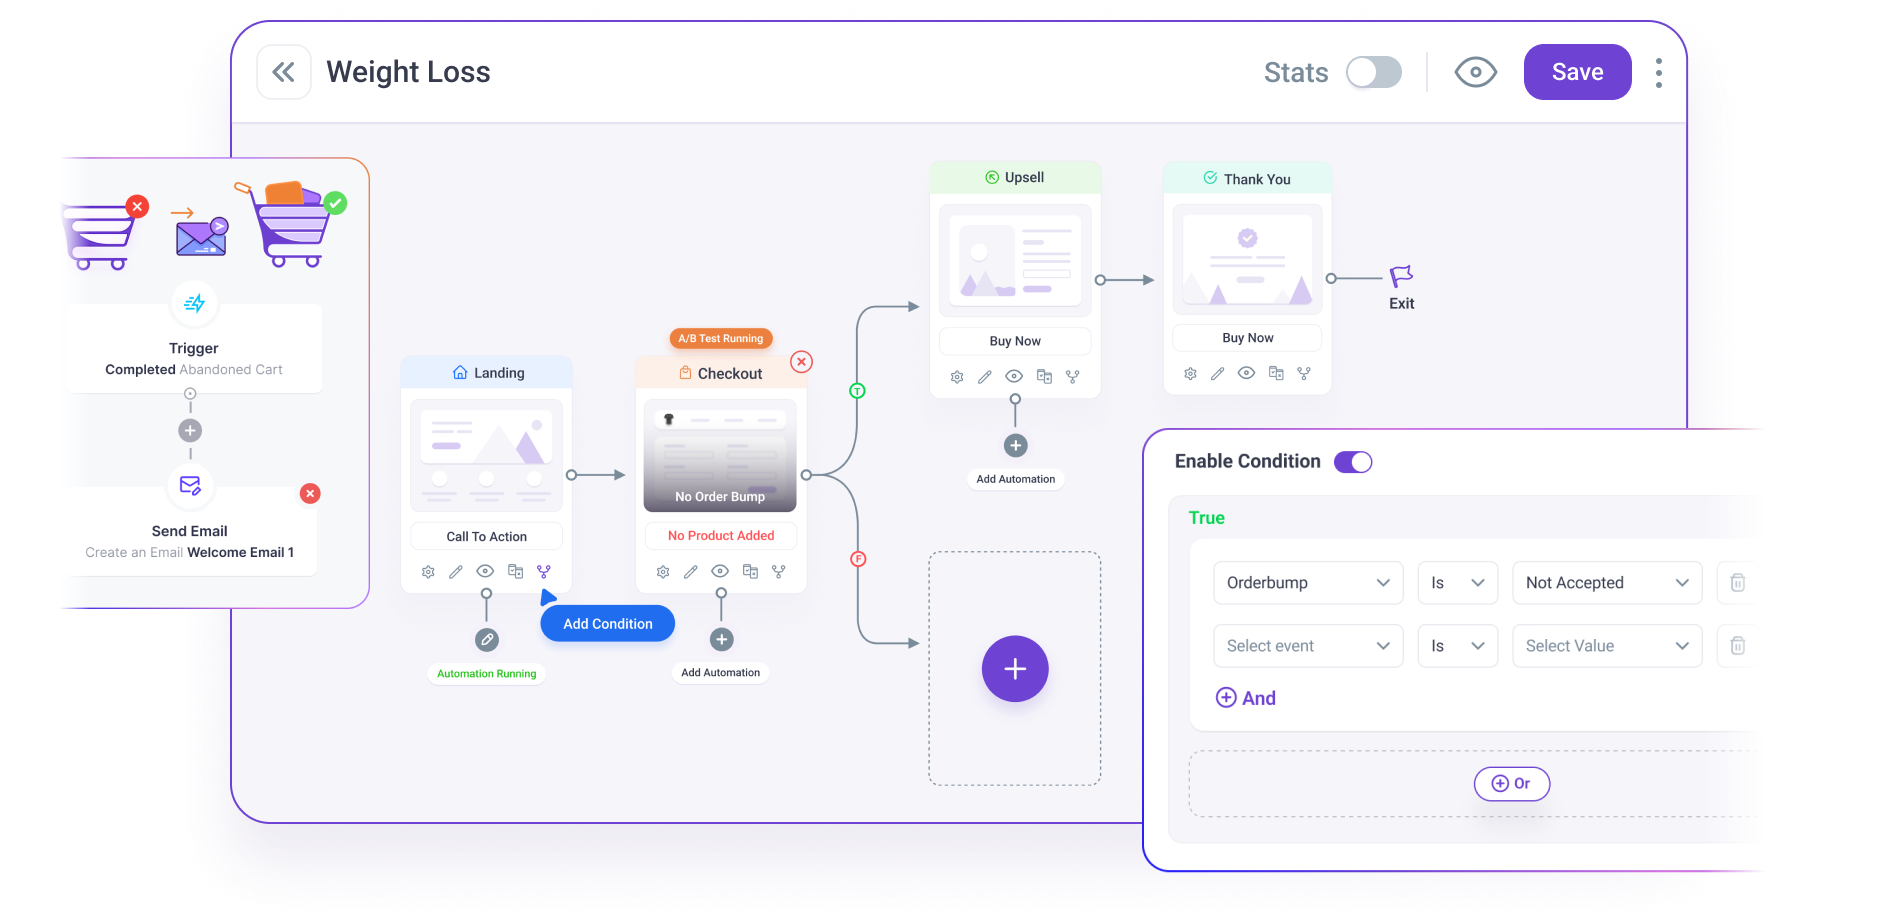 Weight Loss
Stats
Save
Trigger
Completed Abandoned Cart
Send Email
Create an Email Welcome Email 1
Landing
Call To Action
Automation Running
Add Condition
A/B Test Running
Checkout
No Order Bump
No Product Added
Add Automation
T
F
Upsell
Buy Now
Add Automation
Thank You
Buy Now
Exit
Enable Condition
True
Orderbump Is Not Accepted
Select event Is Select Value
And
Or